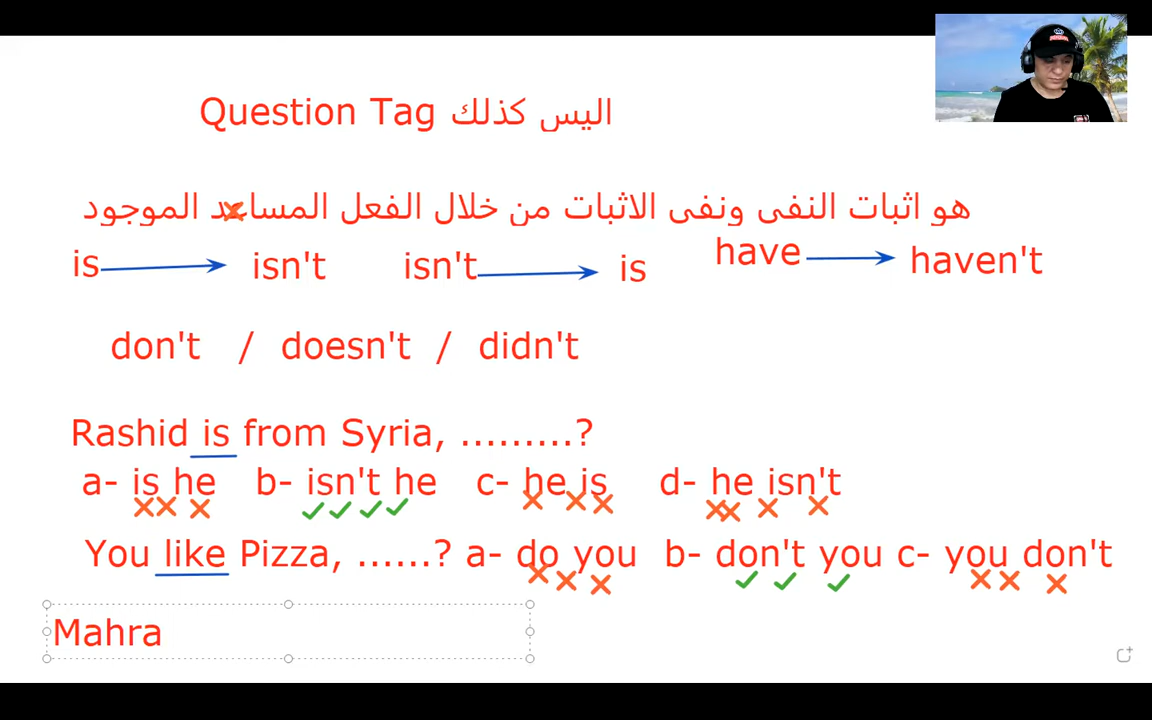 Question Tag اليس كذلك
هو اثبات النفى ونفى الاثبات من خلال الفعل المساعد الموجود
is isn't isn't is have haven't
don't / doesn't / didn't
Rashid is from Syria, .........?
a- is he b- isn't he c- he is d- he isn't
You like Pizza, ......? a- do you b- don't you c- you don't
Mahra